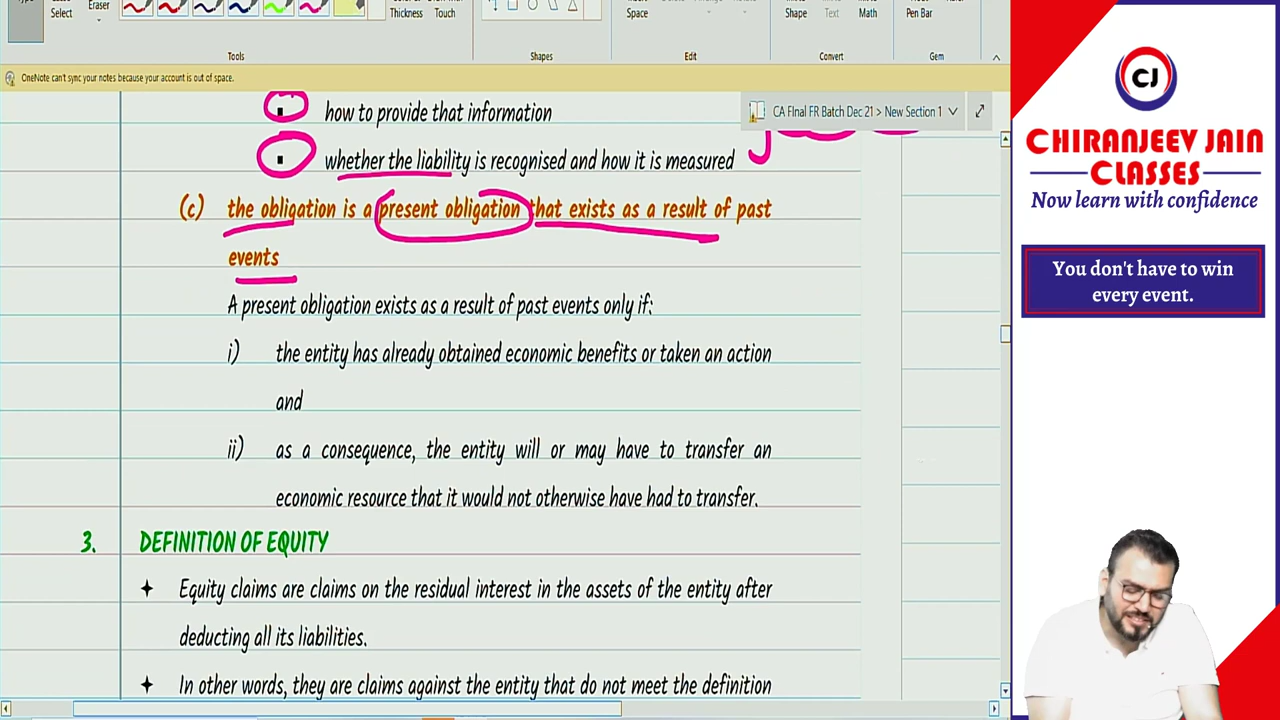 Eraser
Select
Thickness
Touch
Space
Shape
Text
Math
Pen Bar
Tools
Shapes
Edit
Convert
Gem
OneNote can't sync your notes because your account is out of space.
CA FInal FR Batch Dec 21 > New Section 1
▪ how to provide that information
▪ whether the liability is recognised and how it is measured
(c) the obligation is a present obligation that exists as a result of past
events
A present obligation exists as a result of past events only if:
i) the entity has already obtained economic benefits or taken an action
and
ii) as a consequence, the entity will or may have to transfer an
economic resource that it would not otherwise have had to transfer.
3. DEFINITION OF EQUITY
✦ Equity claims are claims on the residual interest in the assets of the entity after
deducting all its liabilities.
✦ In other words, they are claims against the entity that do not meet the definition
CJ
CHIRANJEEV JAIN
CLASSES
Now learn with confidence
You don't have to win
every event.